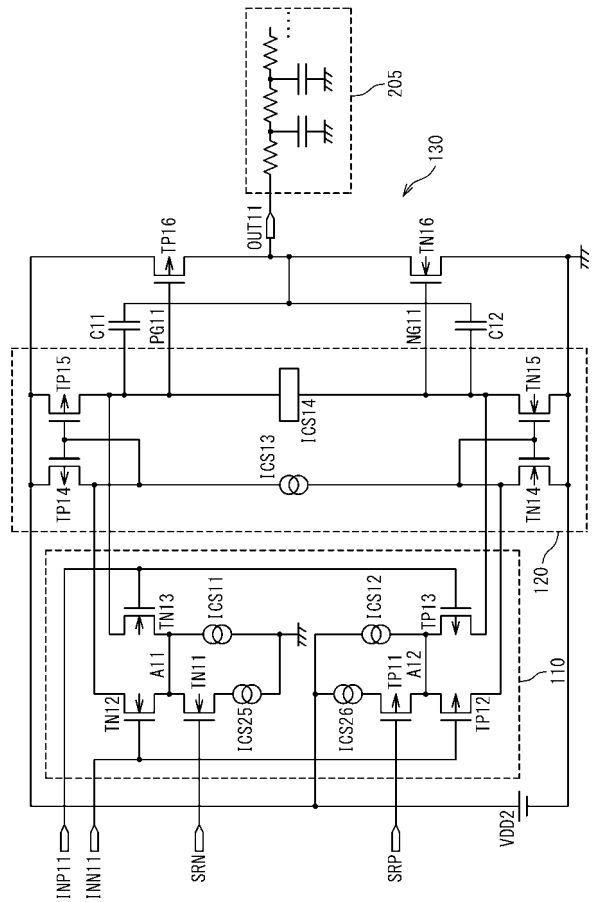 INP11
INN11
SRN
SRP
VDD2
TN12
TN13
A11
ICS11
TN11
ICS25
ICS12
ICS26
TP11
A12
TP13
TP12
110
TP14
TP15
ICS13
ICS14
TN14
TN15
120
C11
PG11
NG11
C12
TP16
TN16
OUT11
130
205